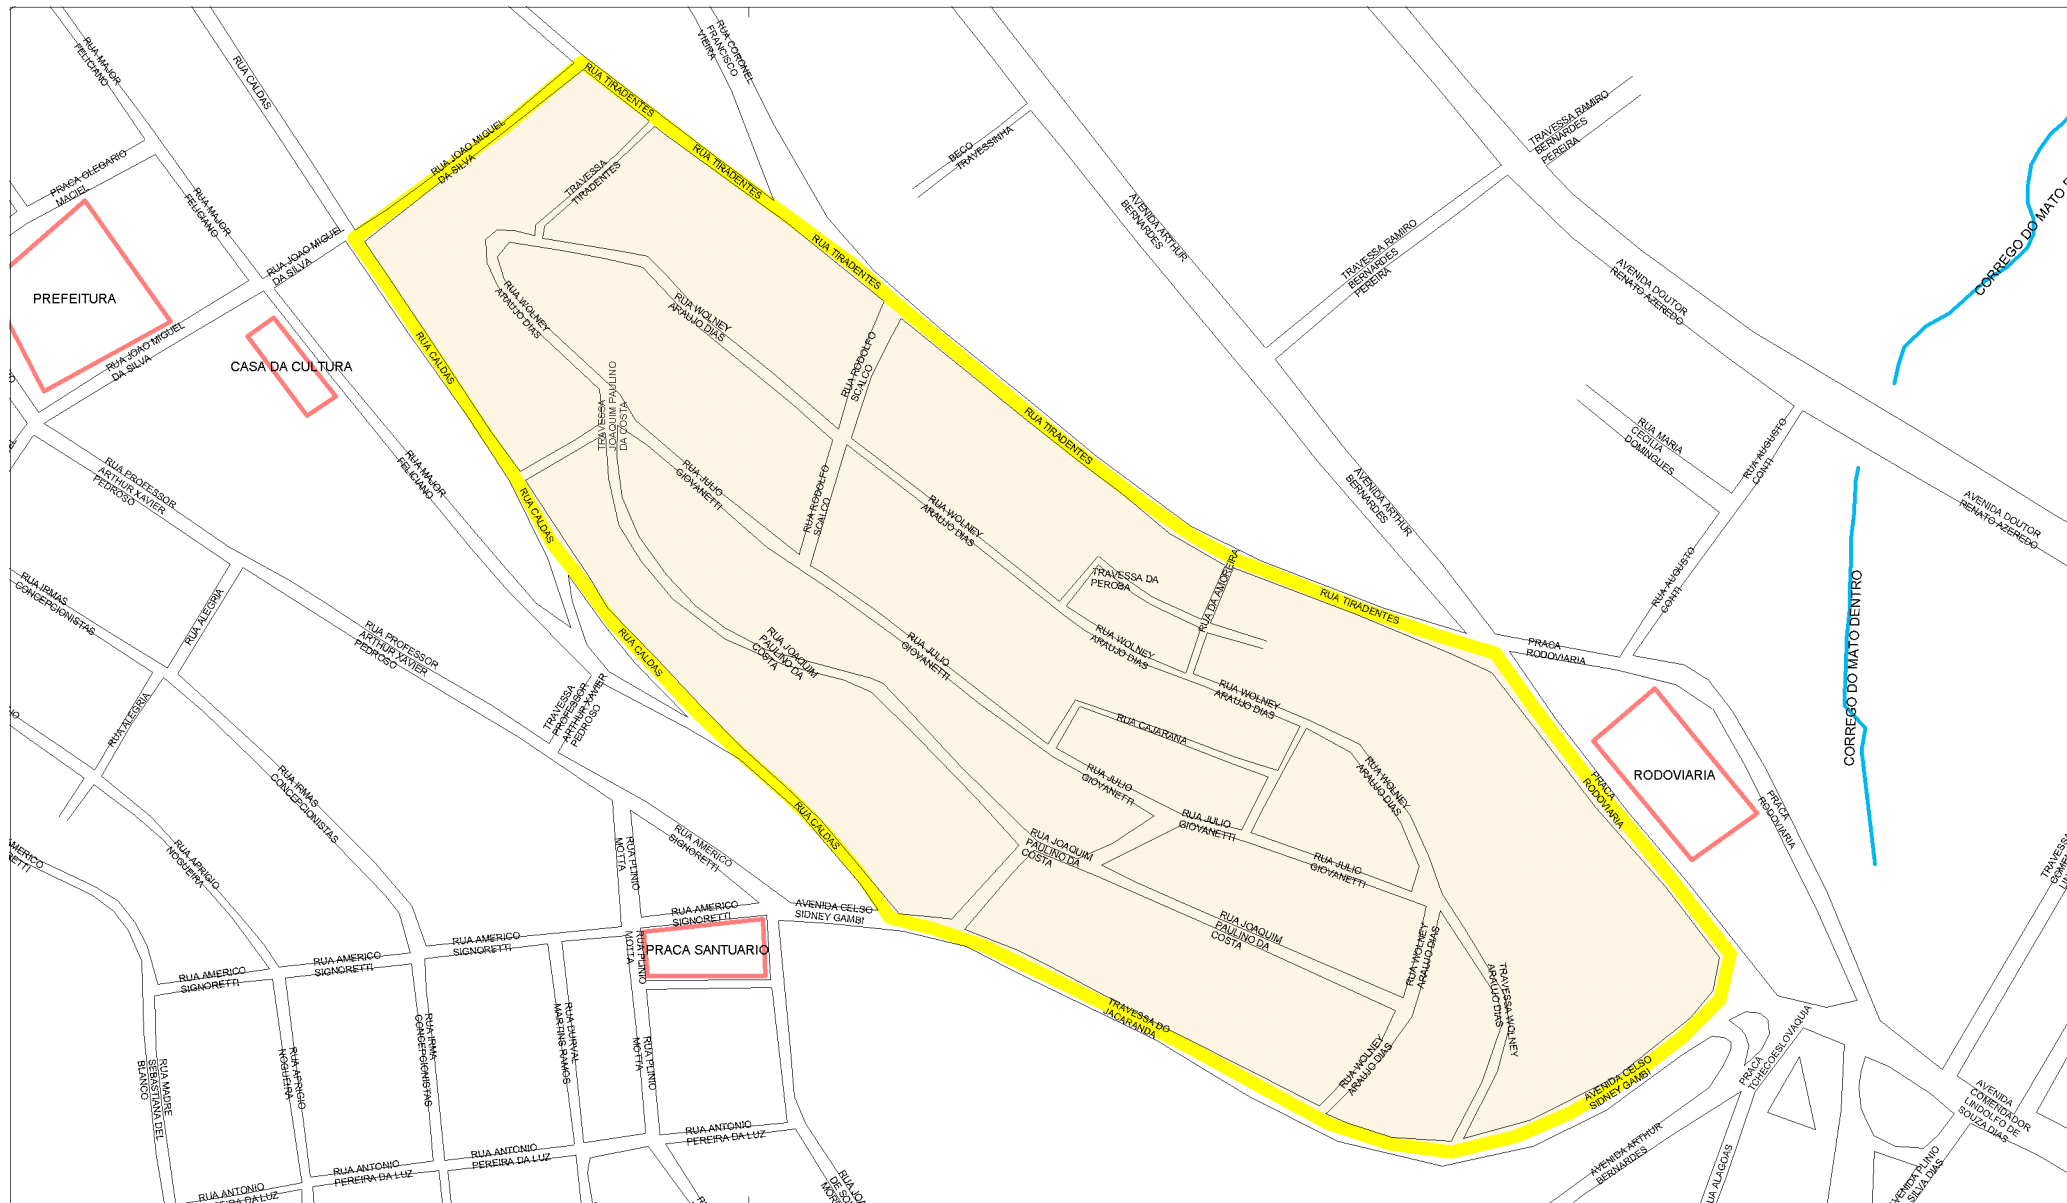 RUA MAJOR
FELICIANO
RUA CALDAS
RUA CORONEL
FRANCISCO
VIEIRA
RUA TIRADENTES
RUA JOAO MIGUEL
DA SILVA
RUA TIRADENTES
BECO
TRAVESSINHA
TRAVESSA RAMIRO
BERNARDES
PEREIRA
PRACA OLEGARIO
MACIEL
RUA MAJOR
FELICIANO
TRAVESSA
TIRADENTES
AVENIDA ARTHUR
BERNARDES
CORREGO DO MATO
RUA JOAO MIGUEL
DA SILVA
RUA TIRADENTES
TRAVESSA RAMIRO
BERNARDES
PEREIRA
AVENIDA DOUTOR
RENATO AZEREDO
PREFEITURA
RUA WOLNEY
ARAUJO DIAS
RUA WOLNEY
ARAUJO DIAS
RUA JOAO MIGUEL
DA SILVA
CASA DA CULTURA
RUA CALDAS
RUA RODOLFO
SCALCO
TRAVESSA
JOAQUIM PAULINO
DA COSTA
RUA TIRADENTES
RUA MARIA
CECILIA
DOMINGUES
RUA AUGUSTO
CONTI
RUA PROFESSOR
ARTHUR XAVIER
PEDROSO
RUA MAJOR
FELICIANO
RUA JULIO
GIOVANETTI
RUA RODOLFO
SCALCO
RUA CALDAS
RUA WOLNEY
ARAUJO DIAS
AVENIDA ARTHUR
BERNARDES
AVENIDA DOUTOR
RENATO AZEREDO
RUA IRMAS
CONCEPCIONISTAS
RUA ALEGRIA
TRAVESSA DA
PEROBA
RUA DA AMOREIRA
RUA TIRADENTES
RUA AUGUSTO
CONTI
CORREGO DO MATO DENTRO
RUA PROFESSOR
ARTHUR XAVIER
PEDROSO
RUA CALDAS
RUA JOAQUIM
PAULINO DA
COSTA
RUA JULIO
GIOVANETTI
RUA WOLNEY
ARAUJO DIAS
PRACA
RODOVIARIA
RUA ALEGRIA
TRAVESSA
PROFESSOR
ARTHUR XAVIER
PEDROSO
RUA WOLNEY
ARAUJO DIAS
RUA CAJARANA
RUA IRMAS
CONCEPCIONISTAS
RUA JULIO
GIOVANETTI
RUA WOLNEY
ARAUJO DIAS
PRACA
RODOVIARIA
RODOVIARIA
PRACA
RODOVIARIA
RUA CALDAS
RUA JULIO
GIOVANETTI
AMERICO
RUA APRIGIO
NOGUEIRA
RUA PLINIO
MOTTA
RUA AMERICO
SIGNORETTI
RUA JOAQUIM
PAULINO DA
COSTA
RUA JULIO
GIOVANETTI
TRAVESSA
RUA AMERICO
SIGNORETTI
AVENIDA CELSO
SIDNEY GAMBI
RUA AMERICO
SIGNORETTI
RUA PLINIO
MOTTA
PRACA SANTUARIO
RUA JOAQUIM
PAULINO DA
COSTA
RUA WOLNEY
ARAUJO DIAS
TRAVESSA WOLNEY
ARAUJO DIAS
RUA AMERICO
SIGNORETTI
RUA AMERICO
SIGNORETTI
TRAVESSA DO
JACARANDA
RUA MADRE
SEBASTIANA DEL
BLANCO
RUA APRIGIO
NOGUEIRA
RUA IRMA
CONCEPCIONISTAS
RUA DURVAL
MARTINS RAMOS
RUA PLINIO
MOTTA
RUA WOLNEY
ARAUJO DIAS
AVENIDA CELSO
SIDNEY GAMBI
PRACA
TCHECOESLOVAQUIA
AVENIDA
COMENDADOR
LINDOLFO DE
SOUZA DIAS
RUA ANTONIO
PEREIRA DA LUZ
RUA ANTONIO
PEREIRA DA LUZ
RUA ANTONIO
PEREIRA DA LUZ
RUA ANTONIO
PEREIRA DA LUZ
AVENIDA ARTHUR
BERNARDES
ALAGOAS
PLINIO
SILVA DIAS